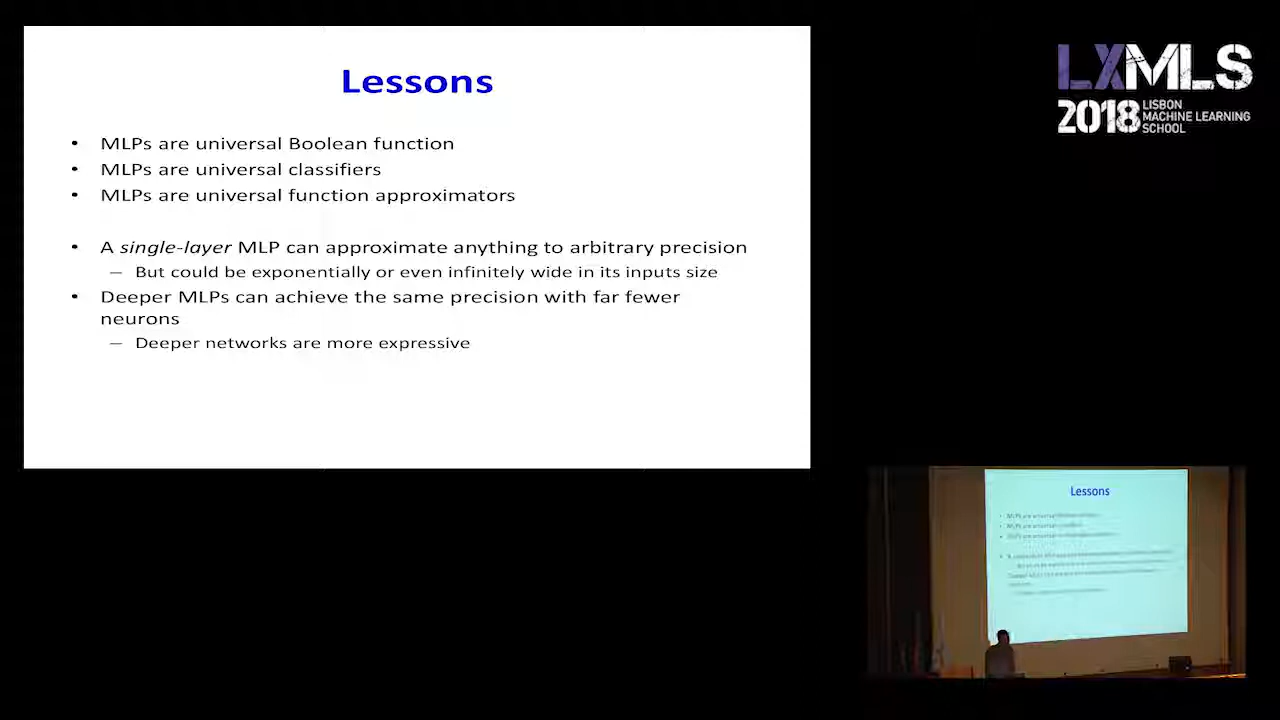 Lessons
• MLPs are universal Boolean function
• MLPs are universal classifiers
• MLPs are universal function approximators
• A single-layer MLP can approximate anything to arbitrary precision
– But could be exponentially or even infinitely wide in its inputs size
• Deeper MLPs can achieve the same precision with far fewer
neurons
– Deeper networks are more expressive
LXMLS
2018 LISBON
MACHINE LEARNING
SCHOOL
Lessons